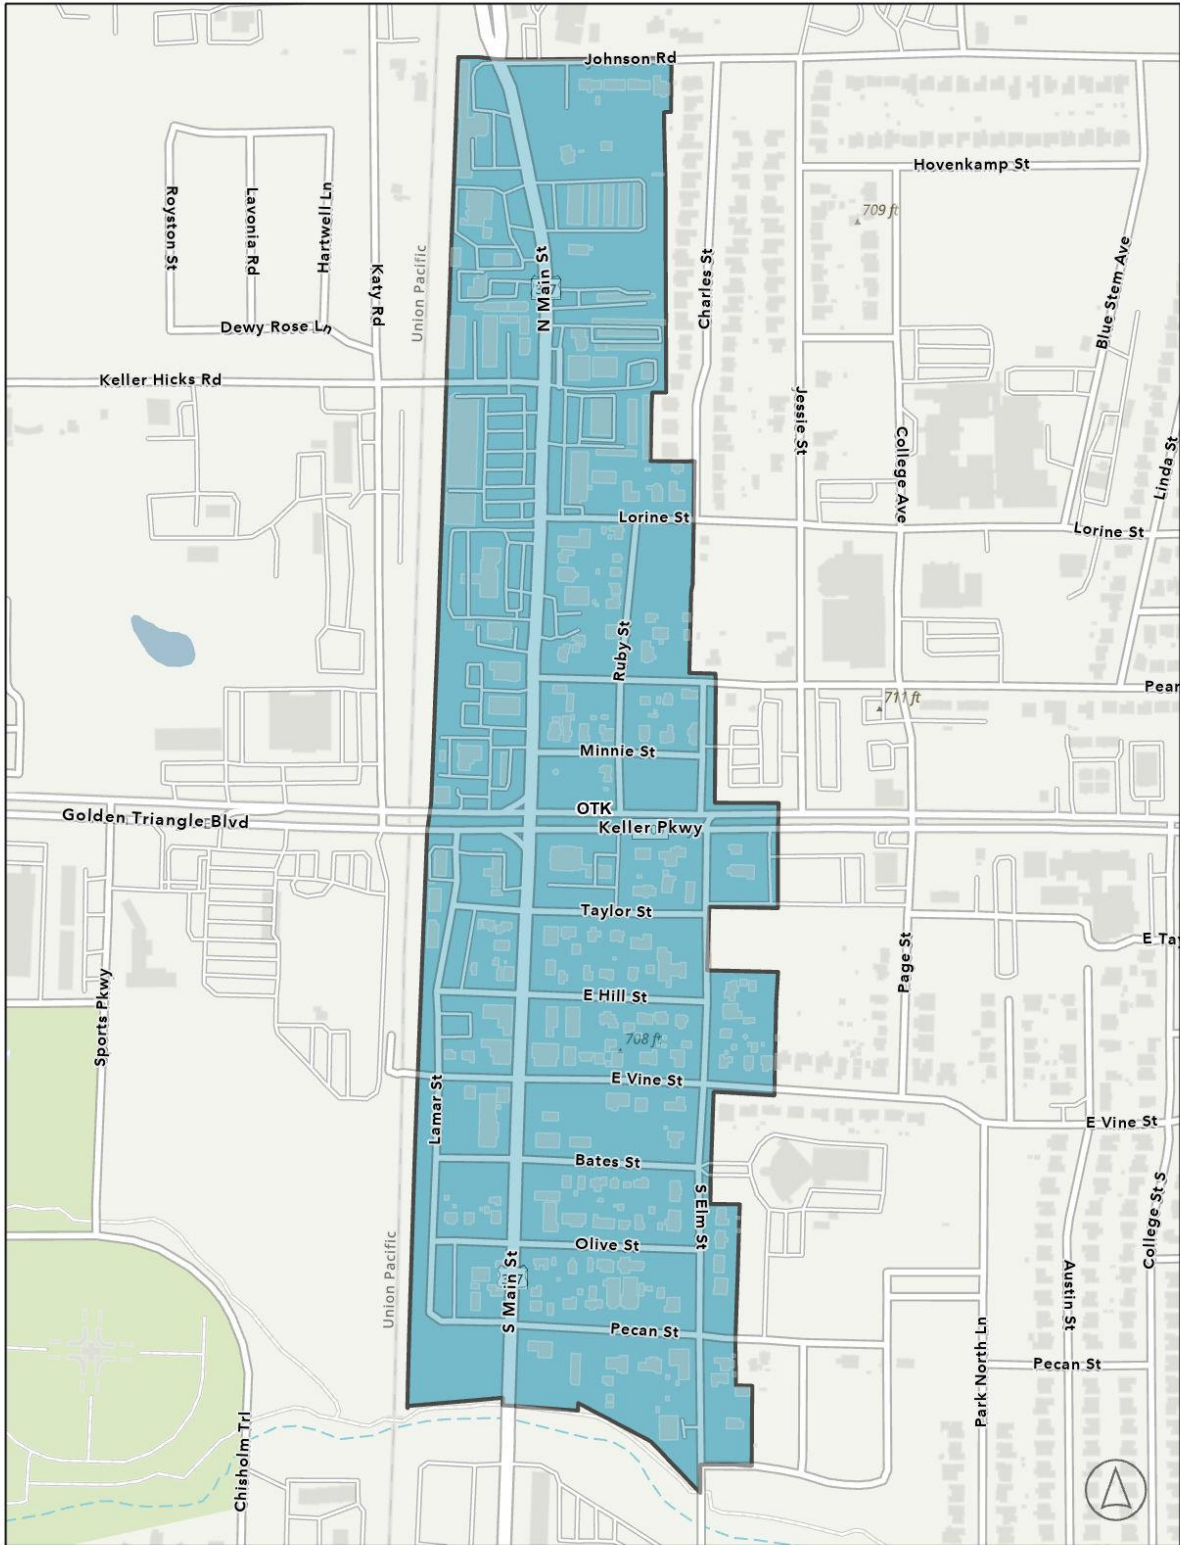 Johnson Rd
Hovenkamp St
709 ft
Royston St
Lavonia Rd
Hartwell Ln
Katy Rd
Union Pacific
N Main St
Charles St
Blue Stem Ave
Dewy Rose Ln
Keller Hicks Rd
Jessie St
College Ave
Linda St
Lorine St
Lorine St
Ruby St
Pear
711 ft
Minnie St
OTK
Golden Triangle Blvd
Keller Pkwy
Taylor St
E Tay
Page St
Sports Pkwy
E Hill St
708 ft
E Vine St
Lamar St
E Vine St
Bates St
S Elm St
College St S
Olive St
Union Pacific
S Main St
Austin St
Pecan St
Park North Ln
Pecan St
Chisholm Trl